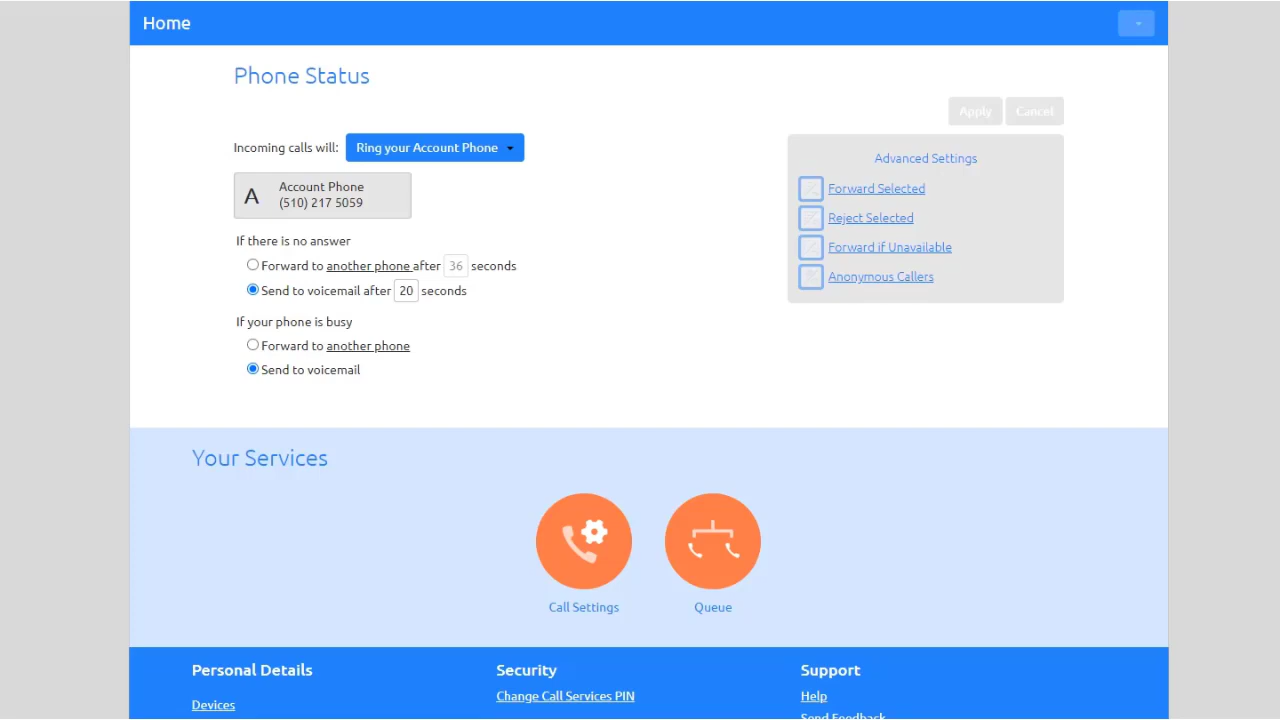 Home
Phone Status
Apply Cancel
Incoming calls will: Ring your Account Phone
A
Account Phone
(510) 217 5059
If there is no answer
Forward to another phone after 36 seconds
Send to voicemail after 20 seconds
If your phone is busy
Forward to another phone
Send to voicemail
Advanced Settings
Forward Selected
Reject Selected
Forward if Unavailable
Anonymous Callers
Your Services
Call Settings
Queue
Personal Details
Devices
Security
Change Call Services PIN
Support
Help
Send Feedback